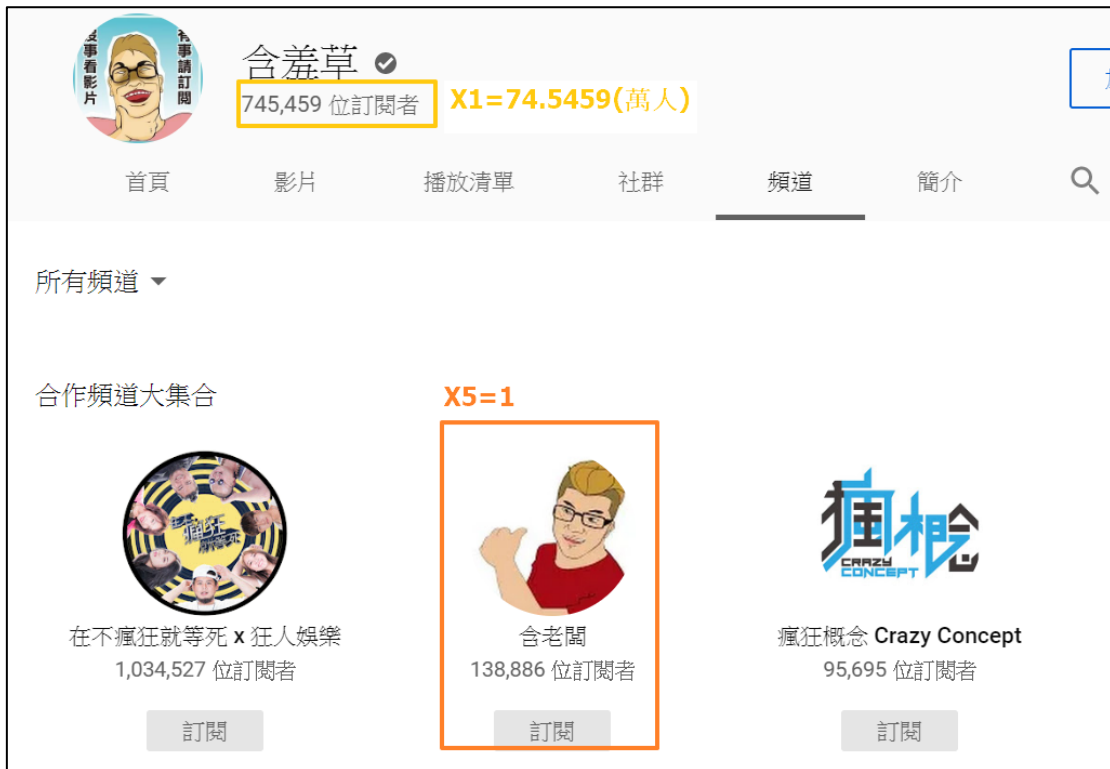 沒事看影片
有事請訂閱
含羞草
745,459 位訂閱者
X1=74.5459(萬人)
首頁 影片 播放清單 社群 頻道 簡介
所有頻道
合作頻道大集合
X5=1
瘋狂概念
CRAZY
CONCEPT
在不瘋狂就等死 x 狂人娛樂
含老闆
瘋狂概念 Crazy Concept
1,034,527 位訂閱者
138,886 位訂閱者
95,695 位訂閱者
訂閱
訂閱
訂閱